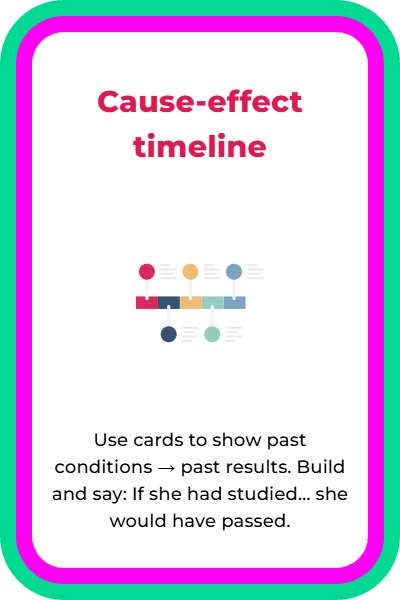 Cause-effect
timeline
Use cards to show past
conditions → past results. Build
and say: If she had studied... she
would have passed.